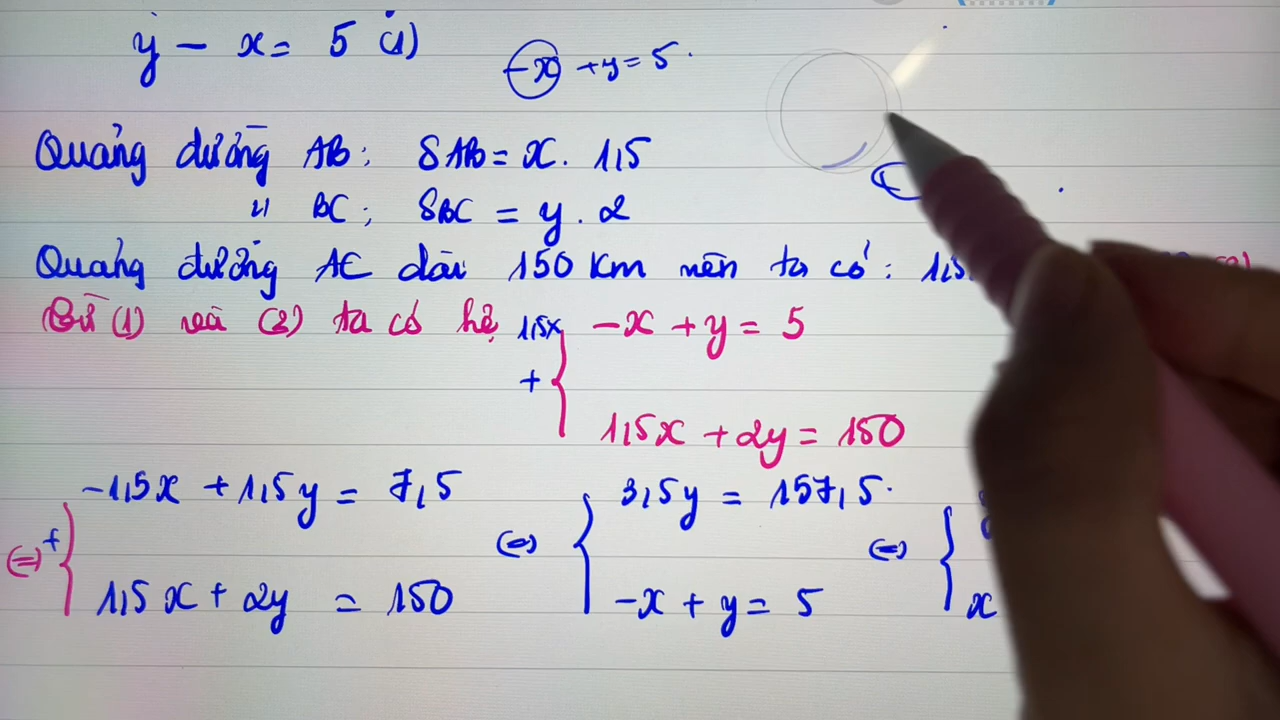 y - x = 5 (1)
-x + y = 5.
Quảng đường AB: SAB = x. 1,5
" BC: SBC = y. 2
Quảng đường AC dài 150 Km nên ta có: 1,5
Từ (1) và (2) ta có hệ 1,5x -x + y = 5
+
1,5x + 2y = 150
-1,5x + 1,5y = 7,5 3,5y = 157,5.
(=) + (=) (=)
1,5x + 2y = 150 -x + y = 5 x